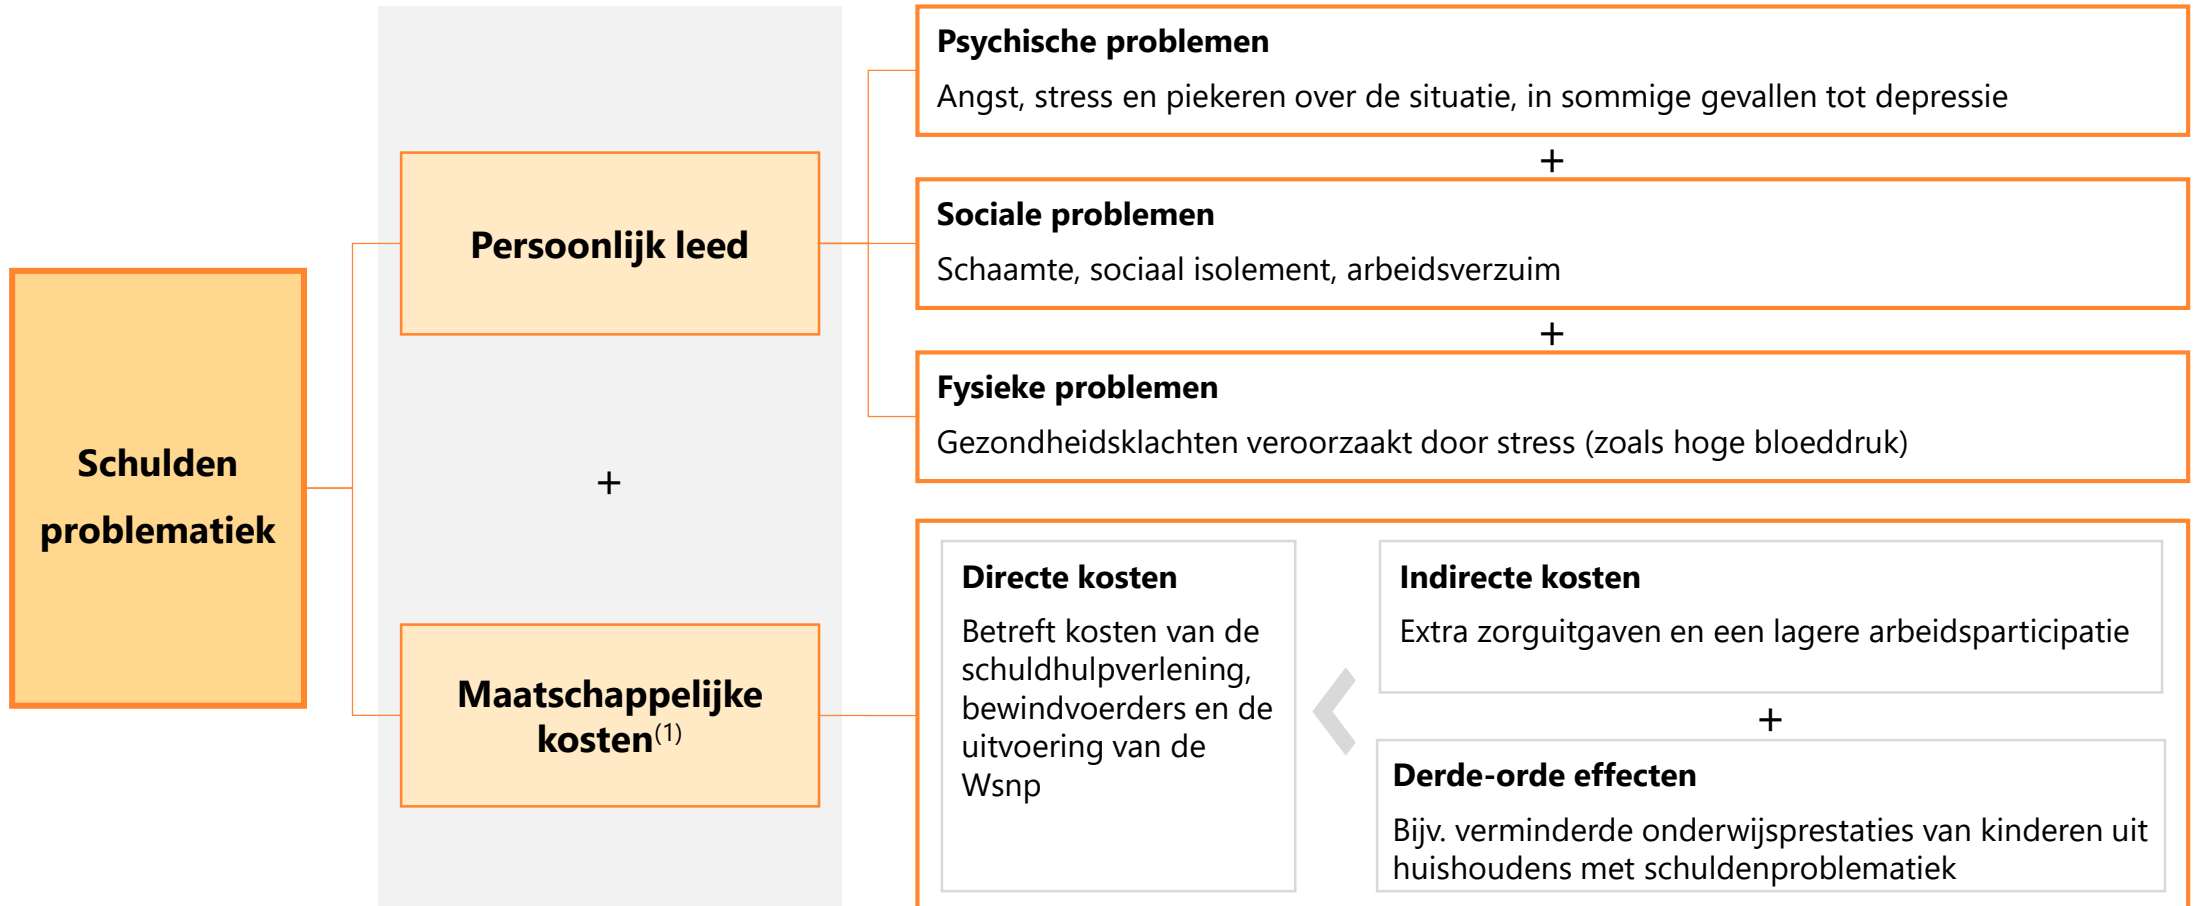 Psychische problemen
Angst, stress en piekeren over de situatie, in sommige gevallen tot depressie
+
Sociale problemen
Schaamte, sociaal isolement, arbeidsverzuim
+
Fysieke problemen
Gezondheidsklachten veroorzaakt door stress (zoals hoge bloeddruk)
Persoonlijk leed
+
Schulden
problematiek
Maatschappelijke
kosten(1)
Directe kosten
Betreft kosten van de
schuldhulpverlening,
bewindvoerders en de
uitvoering van de
Wsnp
Indirecte kosten
Extra zorguitgaven en een lagere arbeidsparticipatie
+
Derde-orde effecten
Bijv. verminderde onderwijsprestaties van kinderen uit
huishoudens met schuldenproblematiek